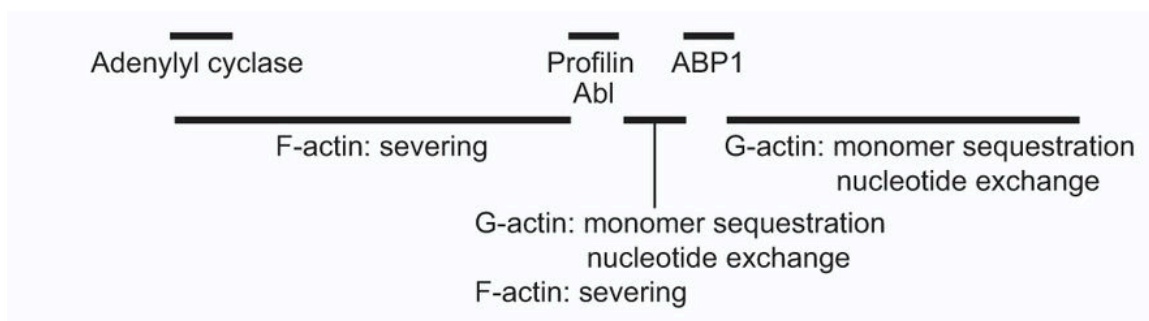 Adenylyl cyclase
Profilin
Abl
ABP1
F-actin: severing
G-actin: monomer sequestration
nucleotide exchange
G-actin: monomer sequestration
nucleotide exchange
F-actin: severing